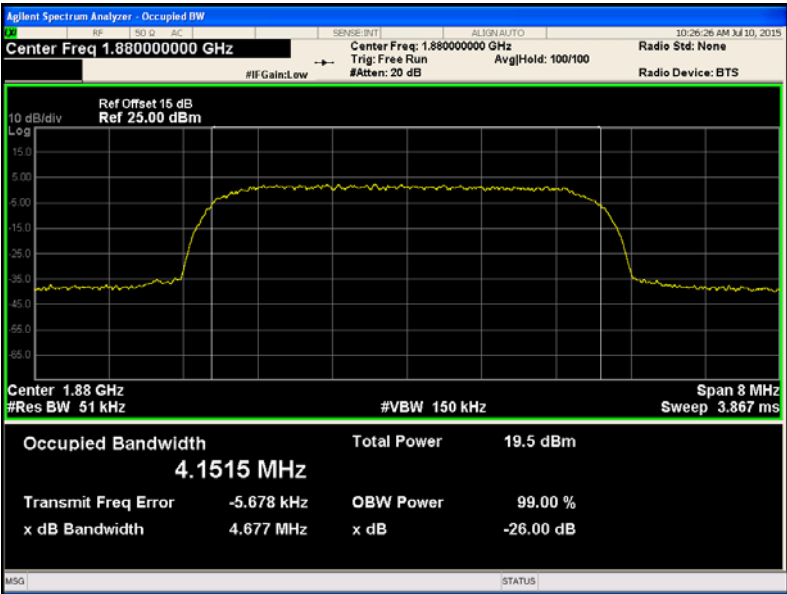 Agilent Spectrum Analyzer - Occupied BW
RF 50 Ω AC SENSE:INT ALIGN AUTO 10:26:26 AM Jul 10, 2015
Center Freq 1.880000000 GHz Center Freq: 1.880000000 GHz Radio Std: None
Trig: Free Run Avg|Hold: 100/100
#IFGain:Low #Atten: 20 dB Radio Device: BTS
Ref Offset 15 dB
10 dB/div Ref 25.00 dBm
Log
15.0
5.00
-5.00
-15.0
-25.0
-35.0
-45.0
-55.0
-65.0
Center 1.88 GHz Span 8 MHz
#Res BW 51 kHz #VBW 150 kHz Sweep 3.867 ms
Occupied Bandwidth Total Power 19.5 dBm
4.1515 MHz
Transmit Freq Error -5.678 kHz OBW Power 99.00 %
x dB Bandwidth 4.677 MHz x dB -26.00 dB
MSG STATUS